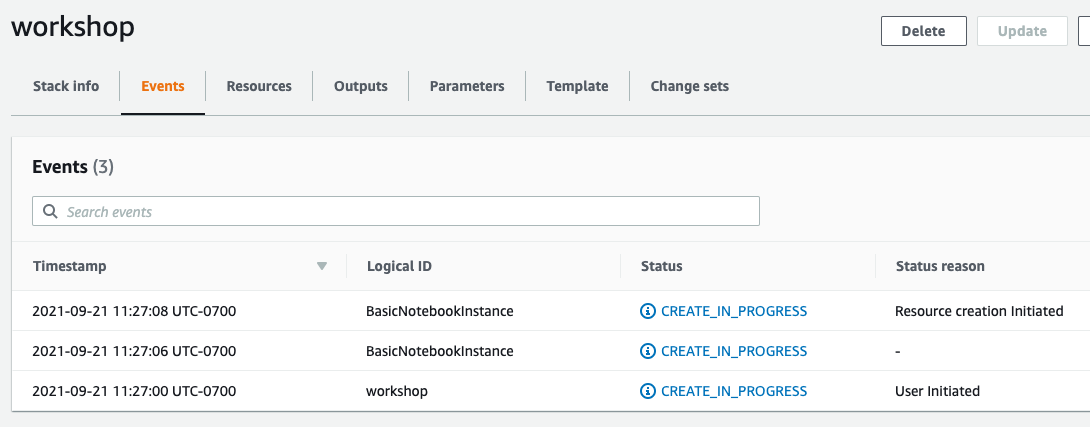 workshop
Delete Update
Stack info Events Resources Outputs Parameters Template Change sets
Events (3)
Search events
Timestamp Logical ID Status Status reason
2021-09-21 11:27:08 UTC-0700 BasicNotebookInstance CREATE_IN_PROGRESS Resource creation Initiated
2021-09-21 11:27:06 UTC-0700 BasicNotebookInstance CREATE_IN_PROGRESS -
2021-09-21 11:27:00 UTC-0700 workshop CREATE_IN_PROGRESS User Initiated